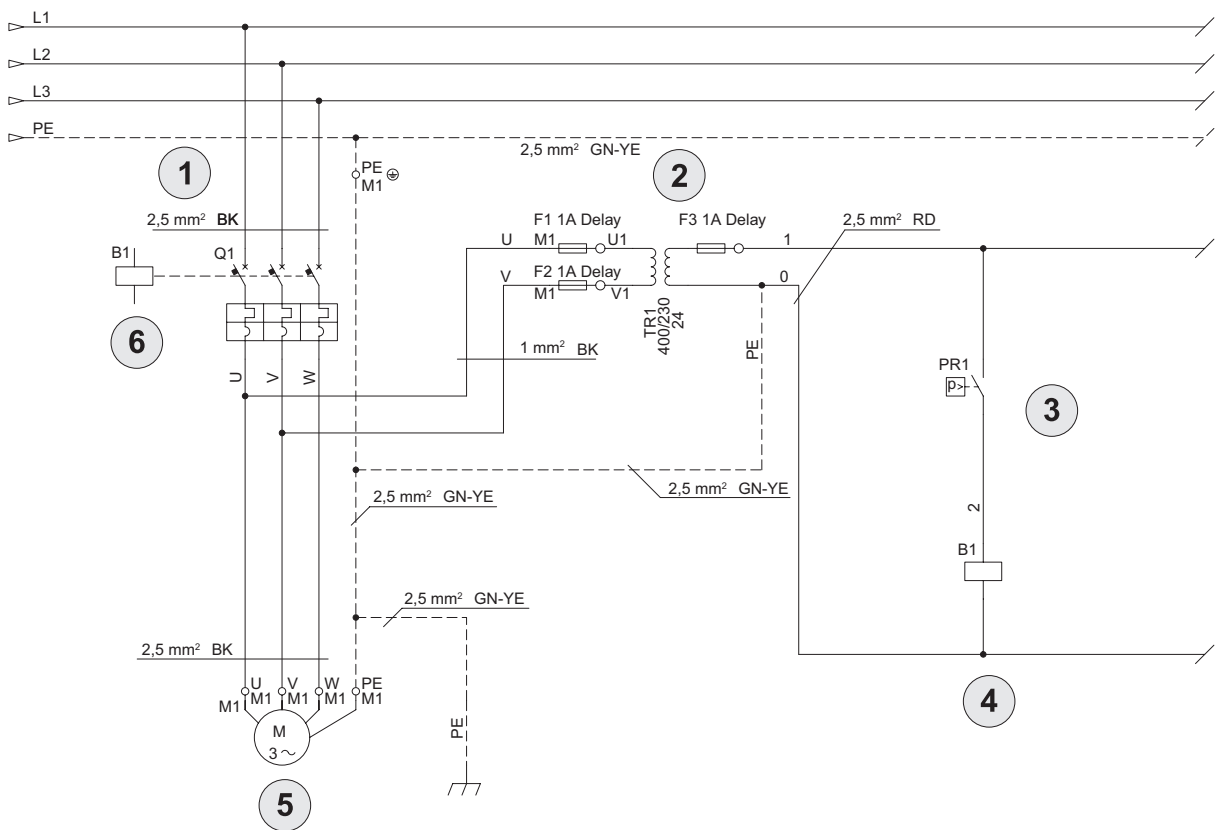 L1
L2
L3
PE
2,5 mm² GN-YE
1
2
PE
M1
2,5 mm² BK
F1 1A Delay
F3 1A Delay
2,5 mm² RD
B1
Q1
U
M1
U1
1
V
F2 1A Delay
M1
V1
0
TR1
400/230
24
6
1 mm² BK
PE
U
V
W
PR1
p>
3
2,5 mm² GN-YE
2,5 mm² GN-YE
2
B1
2,5 mm² GN-YE
2,5 mm² BK
U
V
W
PE
M1
M1
M1
M1
M1
4
M
3~
PE
5